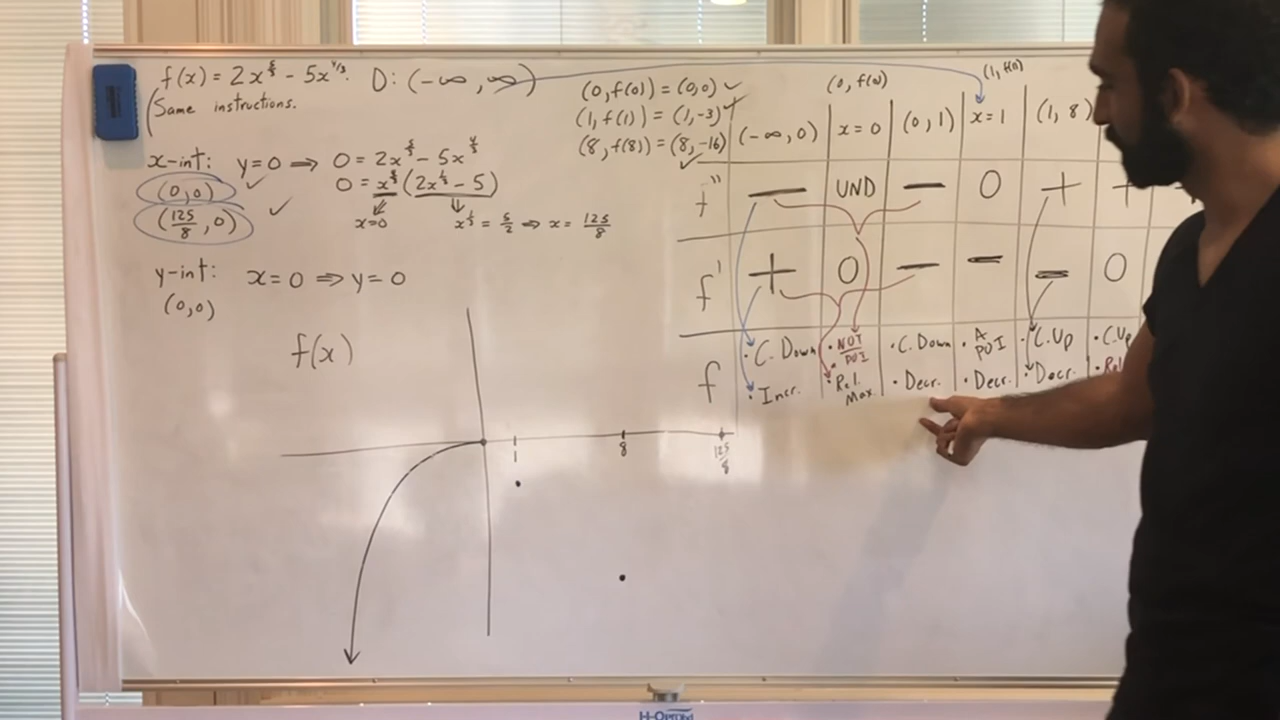 f(x) = 2x^{5/3} - 5x^{4/3}. D: (-∞, ∞)
Same instructions.
x-int: y=0 ⇒ 0 = 2x^{5/3} - 5x^{4/3}
(0,0) ✓ 0 = x^{4/3}(2x^{1/3} - 5)
(125/8, 0) ✓ x=0 x^{1/3} = 5/2 ⇒ x = 125/8
y-int: x=0 ⇒ y=0
(0,0)
f(x)
1 8 125/8
(0, f(0)) = (0,0) ✓
(1, f(1)) = (1,-3) ✓
(8, f(8)) = (8,-16) ✓
(0, f(0)) (1, f(0))
(-∞, 0) x=0 (0, 1) x=1 (1, 8)
f'' — UND — 0 + +
f' + 0 — — — 0
f · C. Down · NOT POI · C. Down · A POI · C. Up · C. Up
· Incr. · Rel. Max. · Decr. · Decr. · Decr. · Rel